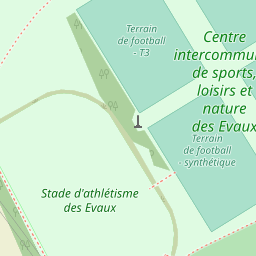 Terrain
de football
- T3
Centre
intercommun
de sports,
loisirs et
nature
des Evaux
Terrain
de football
- synthétique
Stade d'athlétisme
des Evaux